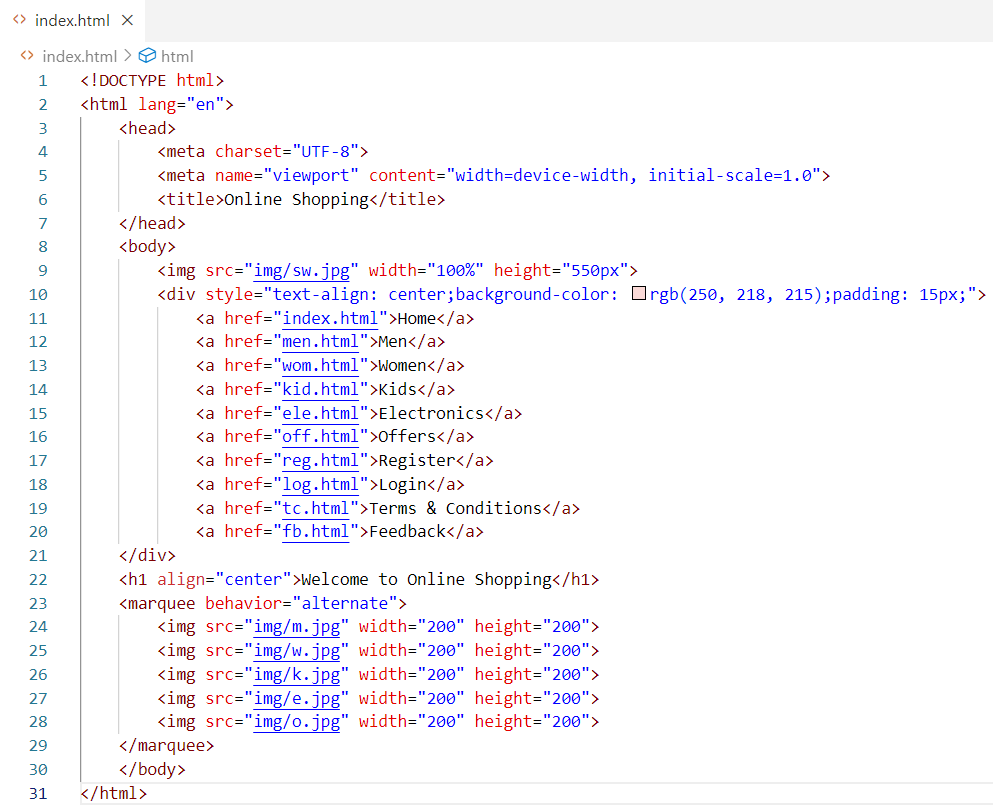 index.html
index.html html
1 <!DOCTYPE html>
2 <html lang="en">
3 <head>
4 <meta charset="UTF-8">
5 <meta name="viewport" content="width=device-width, initial-scale=1.0">
6 <title>Online Shopping</title>
7 </head>
8 <body>
9 <img src="img/sw.jpg" width="100%" height="550px">
10 <div style="text-align: center;background-color: rgb(250, 218, 215);padding: 15px;">
11 <a href="index.html">Home</a>
12 <a href="men.html">Men</a>
13 <a href="wom.html">Women</a>
14 <a href="kid.html">Kids</a>
15 <a href="ele.html">Electronics</a>
16 <a href="off.html">Offers</a>
17 <a href="reg.html">Register</a>
18 <a href="log.html">Login</a>
19 <a href="tc.html">Terms & Conditions</a>
20 <a href="fb.html">Feedback</a>
21 </div>
22 <h1 align="center">Welcome to Online Shopping</h1>
23 <marquee behavior="alternate">
24 <img src="img/m.jpg" width="200" height="200">
25 <img src="img/w.jpg" width="200" height="200">
26 <img src="img/k.jpg" width="200" height="200">
27 <img src="img/e.jpg" width="200" height="200">
28 <img src="img/o.jpg" width="200" height="200">
29 </marquee>
30 </body>
31 </html>